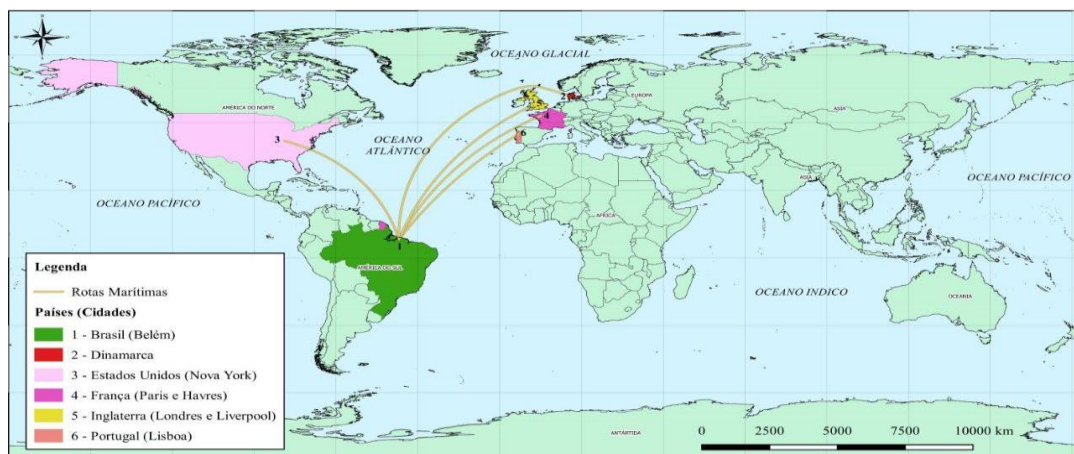 N
OCEANO GLACIAL
EUROPA
ÁSIA
AMÉRICA DO NORTE
2
5
4
3
6
OCEANO
ATLÂNTICO
ÁSIA
OCEANO PACÍFICO
OCEANO PACÍFICO
ÁFRICA
1
AMÉRICA DO SUL
OCEANO INDICO
OCEANIA
Legenda
Rotas Marítimas
Países (Cidades)
1 - Brasil (Belém)
2 - Dinamarca
3 - Estados Unidos (Nova York)
4 - França (Paris e Havres)
5 - Inglaterra (Londres e Liverpool)
6 - Portugal (Lisboa)
ANTÁRTIDA
0 2500 5000 7500 10000 km